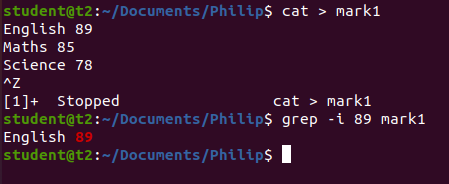 student@t2:~/Documents/Philip$ cat > mark1
English 89
Maths 85
Science 78
^Z
[1]+  Stopped                 cat > mark1
student@t2:~/Documents/Philip$ grep -i 89 mark1
English 89
student@t2:~/Documents/Philip$